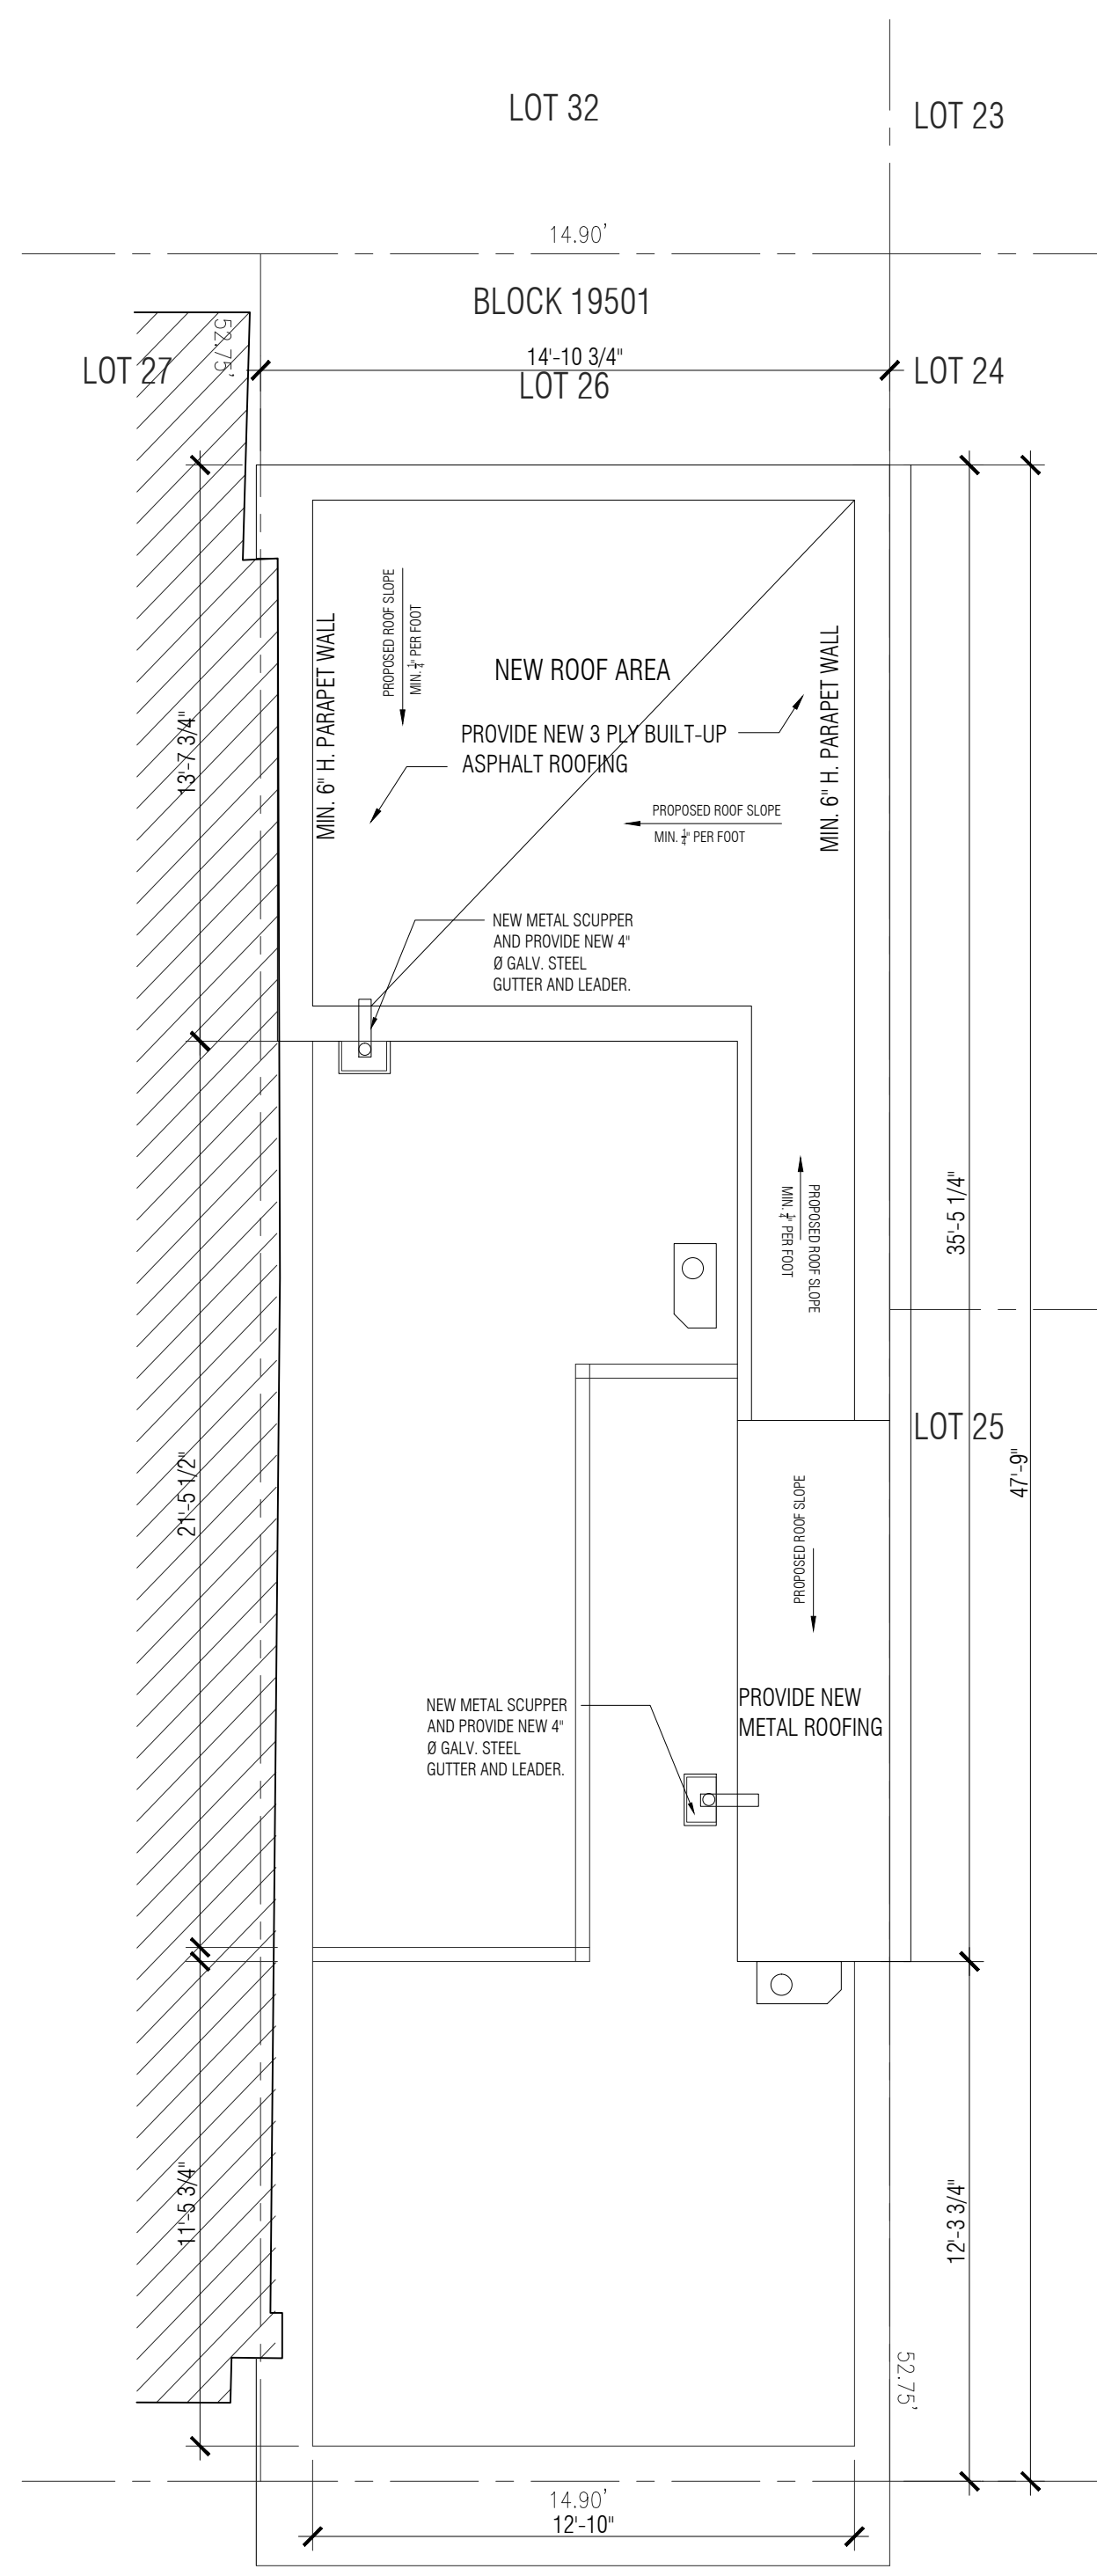 LOT 32
LOT 23
14.90'
BLOCK 19501
52.75'
14'-10 3/4"
LOT 27
LOT 26
LOT 24
PROPOSED ROOF SLOPE
MIN. 1/4" PER FOOT
MIN. 6" H. PARAPET WALL
NEW ROOF AREA
MIN. 6" H. PARAPET WALL
13'-7 3/4"
PROVIDE NEW 3 PLY BUILT-UP
ASPHALT ROOFING
PROPOSED ROOF SLOPE
MIN. 1/4" PER FOOT
NEW METAL SCUPPER
AND PROVIDE NEW 4"
Ø GALV. STEEL
GUTTER AND LEADER.
PROPOSED ROOF SLOPE
MIN. 1/4" PER FOOT
35'-5 1/4"
LOT 25
21'-5 1/2"
47'-9"
PROPOSED ROOF SLOPE
NEW METAL SCUPPER
AND PROVIDE NEW 4"
Ø GALV. STEEL
GUTTER AND LEADER.
PROVIDE NEW
METAL ROOFING
11'-5 3/4"
12'-3 3/4"
52.75'
14.90'
12'-10"